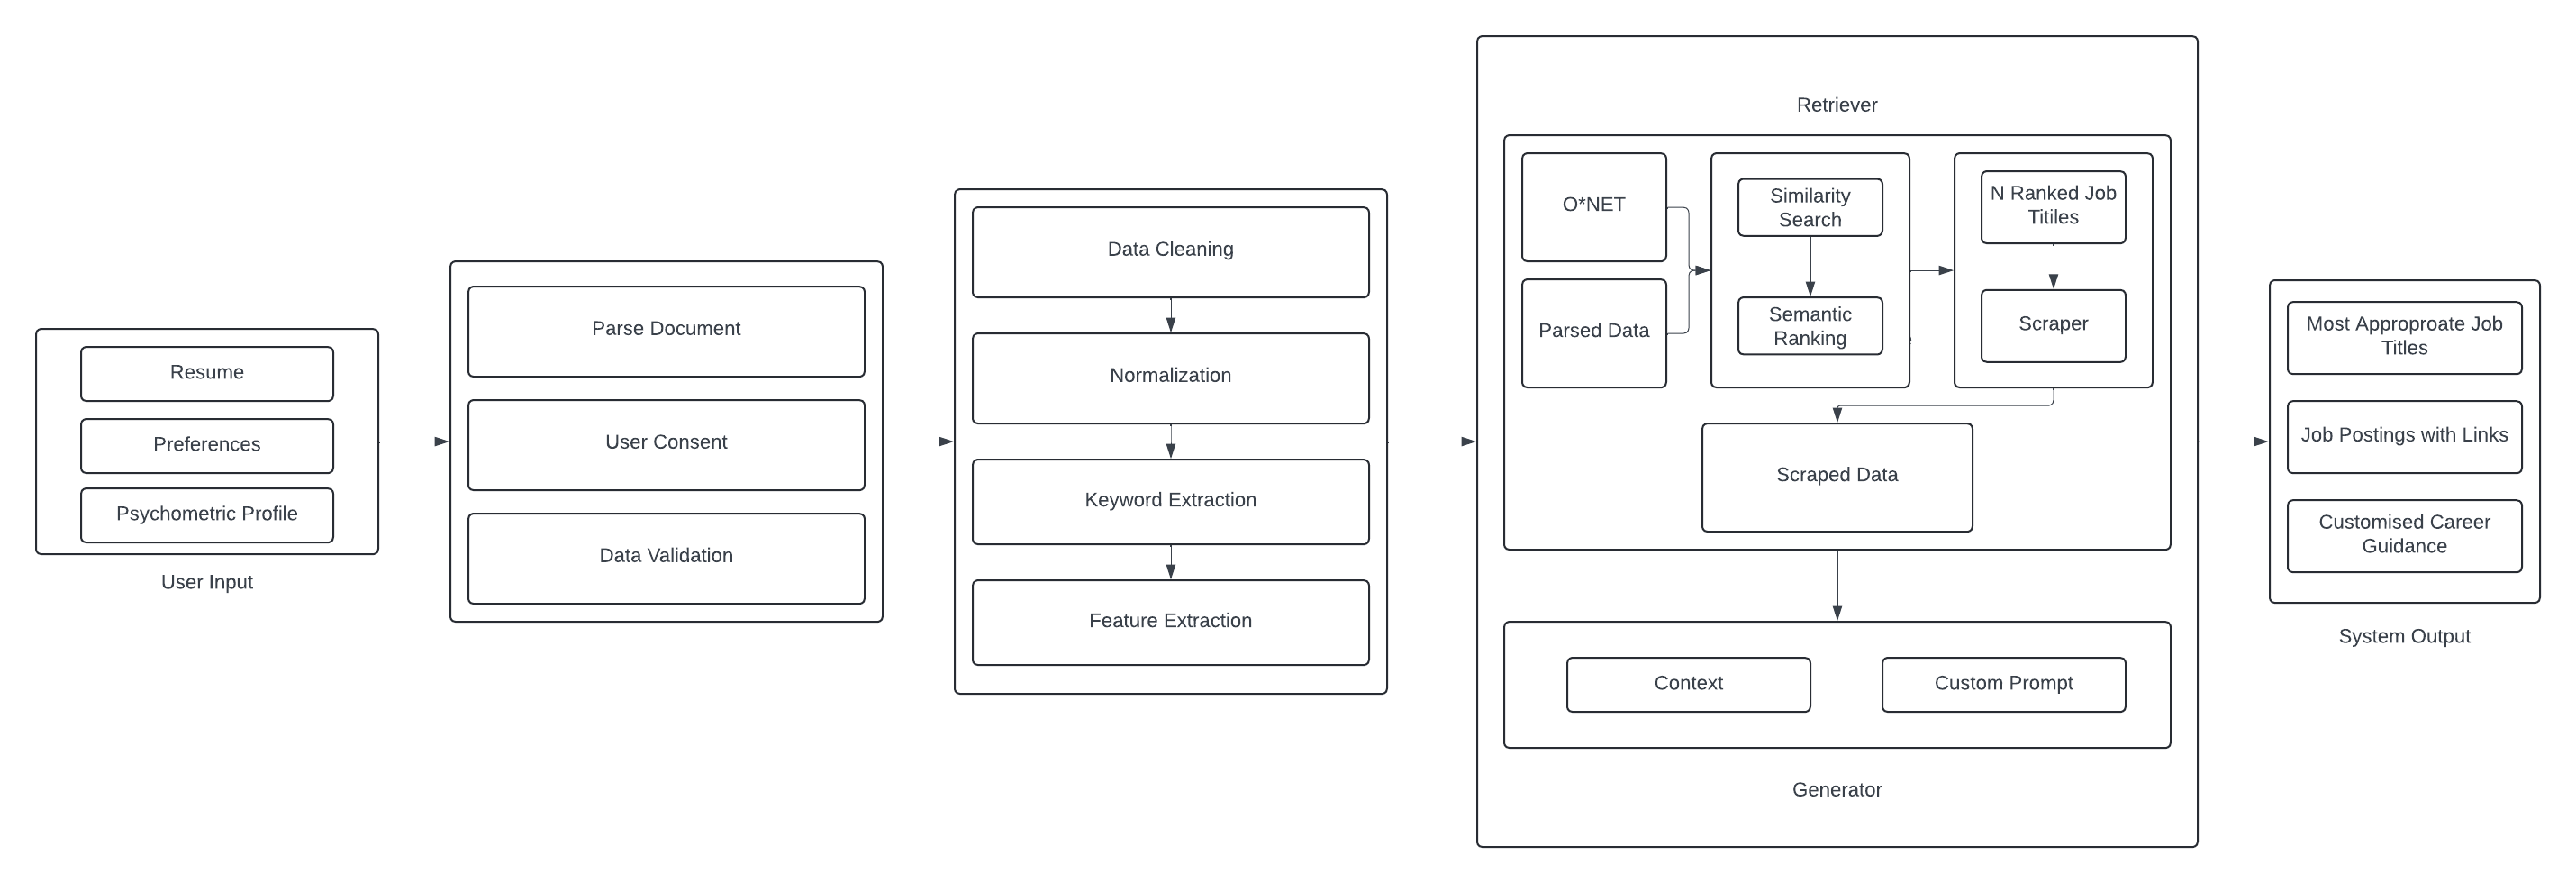 Resume
Preferences
Psychometric Profile
User Input
Parse Document
User Consent
Data Validation
Data Cleaning
Normalization
Keyword Extraction
Feature Extraction
Retriever
O*NET
Parsed Data
Similarity
Search
Semantic
Ranking
N Ranked Job
Titiles
Scraper
Scraped Data
Context
Custom Prompt
Generator
Most Approproate Job
Titles
Job Postings with Links
Customised Career
Guidance
System Output